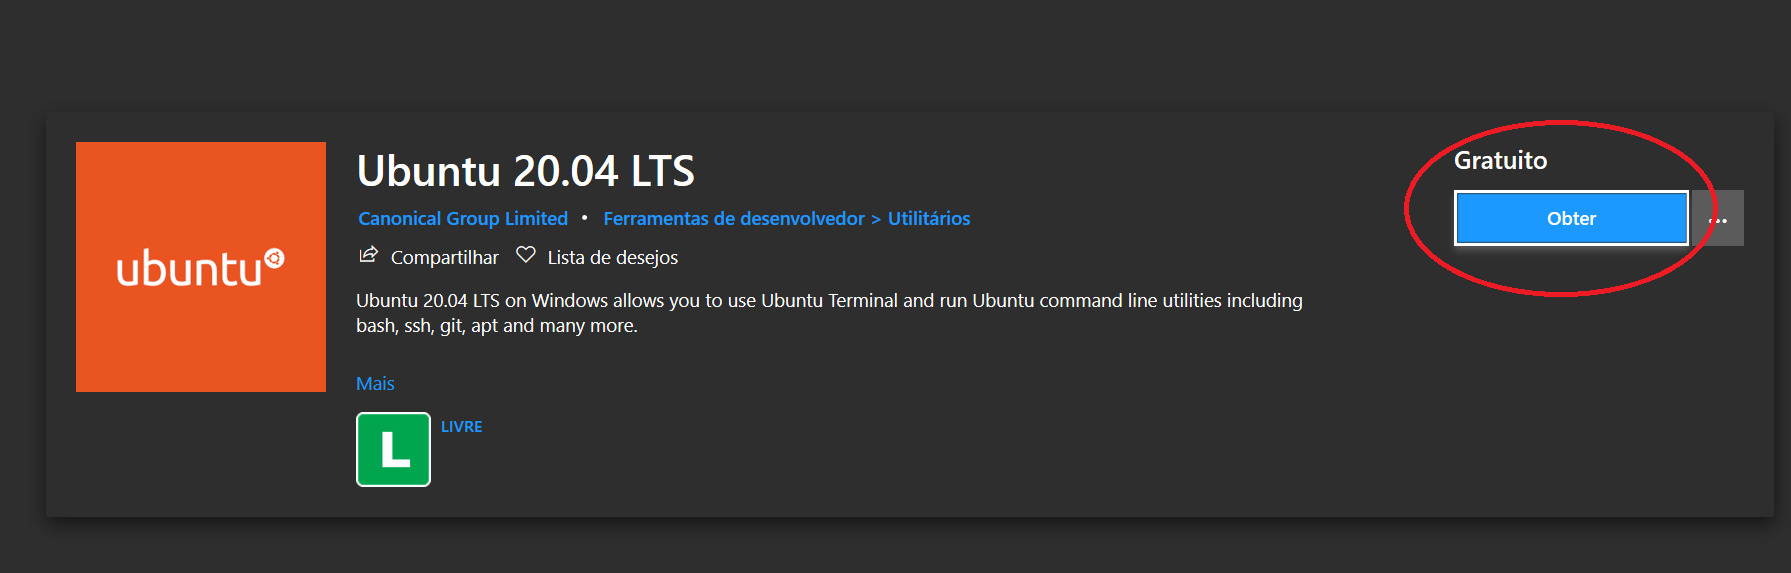 ubuntu
Ubuntu 20.04 LTS
Canonical Group Limited • Ferramentas de desenvolvedor > Utilitários
Compartilhar Lista de desejos
Ubuntu 20.04 LTS on Windows allows you to use Ubuntu Terminal and run Ubuntu command line utilities including
bash, ssh, git, apt and many more.
Mais
L LIVRE
Gratuito
Obter ...